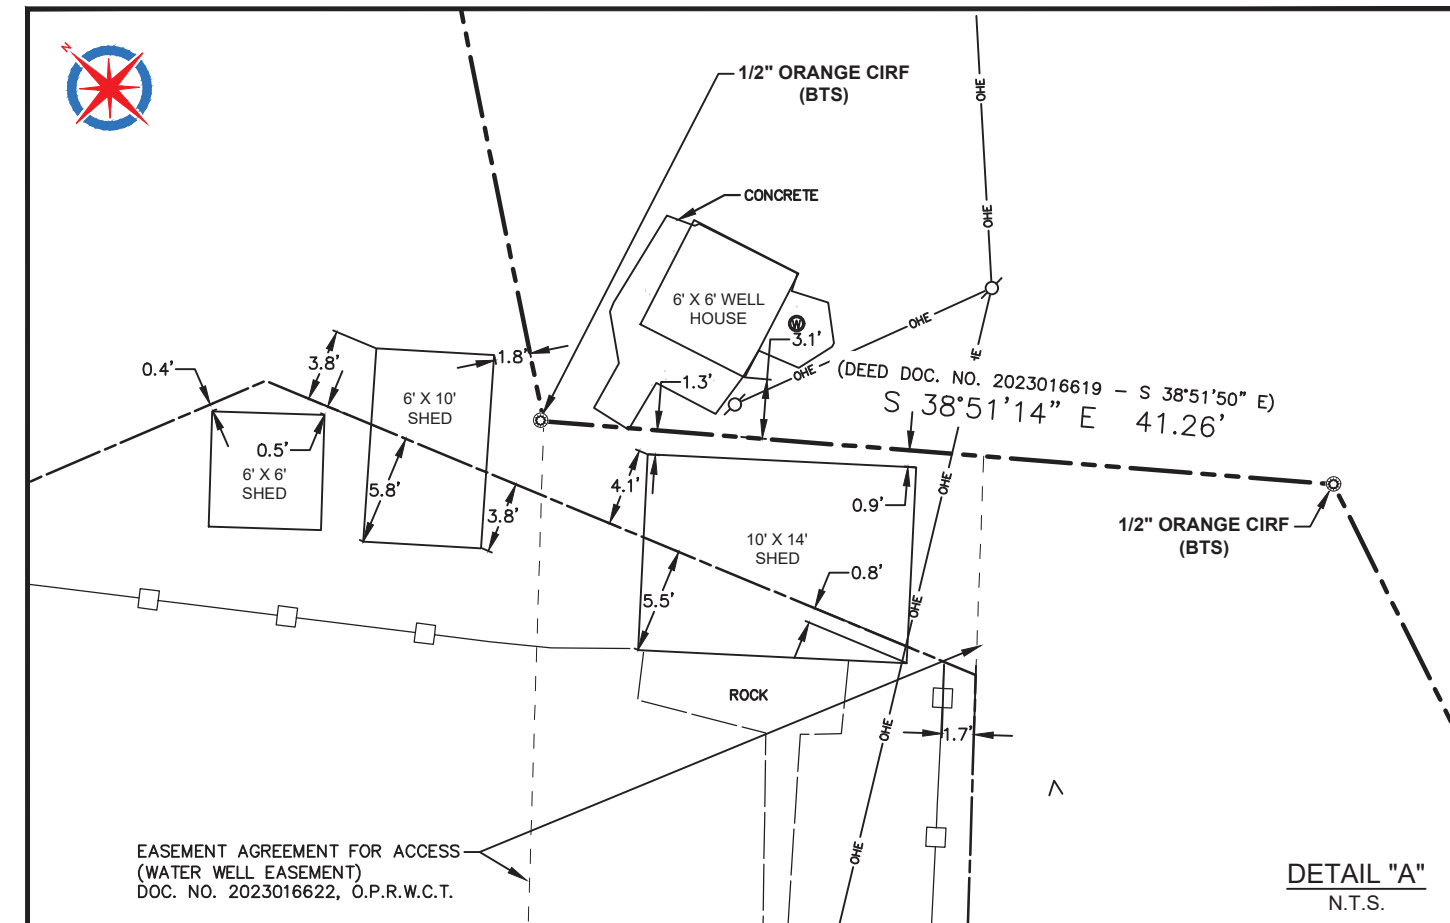 N
1/2" ORANGE CIRF
(BTS)
OHE
CONCRETE
OHE
6' X 6' WELL
HOUSE
W
OHE
3.1'
HE
0.4'
3.8'
1.8'
OHE
1.3'
(DEED DOC. NO. 2023016619 – S 38°51'50" E)
S 38°51'14" E 41.26'
6' X 10'
SHED
0.5'
6' X 6'
SHED
5.8'
3.8'
4.1'
0.9'
OHE
1/2" ORANGE CIRF
(BTS)
10' X 14'
SHED
0.8'
5.5'
OHE
ROCK
OHE
1.7'
OHE
EASEMENT AGREEMENT FOR ACCESS
(WATER WELL EASEMENT)
DOC. NO. 2023016622, O.P.R.W.C.T.
DETAIL "A"
N.T.S.